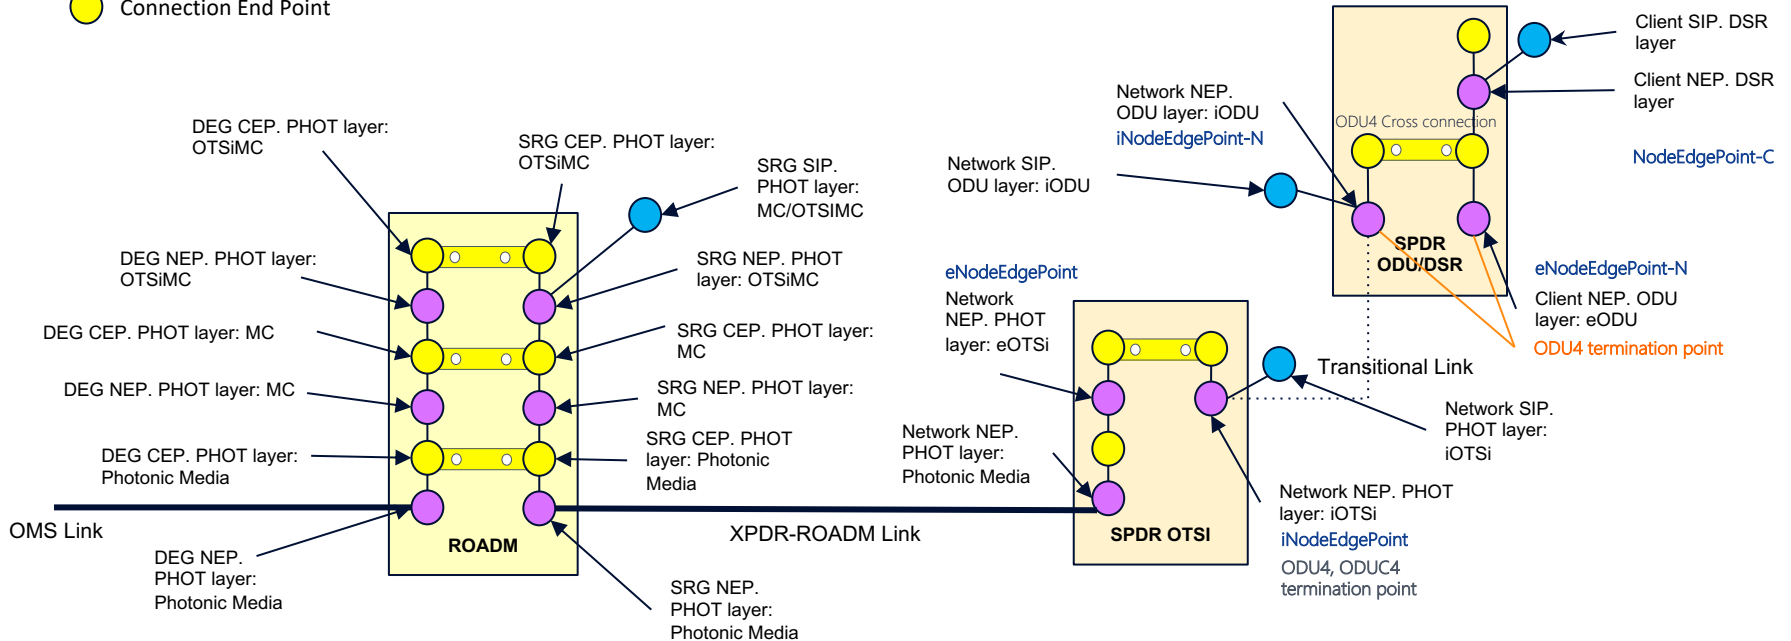 Connection End Point
DEG CEP. PHOT layer:
OTSiMC
SRG CEP. PHOT layer:
OTSiMC
SRG SIP.
PHOT layer:
MC/OTSIMC
DEG NEP. PHOT layer:
OTSiMC
SRG NEP. PHOT
layer: OTSiMC
DEG CEP. PHOT layer: MC
SRG CEP. PHOT layer:
MC
DEG NEP. PHOT layer: MC
SRG NEP. PHOT layer:
MC
DEG CEP. PHOT layer:
Photonic Media
SRG CEP. PHOT
layer: Photonic
Media
OMS Link
ROADM
XPDR-ROADM Link
DEG NEP.
PHOT layer:
Photonic Media
SRG NEP.
PHOT layer:
Photonic Media
Client SIP. DSR
layer
Client NEP. DSR
layer
Network NEP.
ODU layer: iODU
iNodeEdgePoint-N
ODU4 Cross connection
NodeEdgePoint-C
Network SIP.
ODU layer: iODU
SPDR
ODU/DSR
eNodeEdgePoint-N
Client NEP. ODU
layer: eODU
ODU4 termination point
eNodeEdgePoint
Network
NEP. PHOT
layer: eOTSi
Transitional Link
Network SIP.
PHOT layer:
iOTSi
Network NEP.
PHOT layer:
Photonic Media
SPDR OTSI
Network NEP. PHOT
layer: iOTSi
iNodeEdgePoint
ODU4, ODUC4
termination point